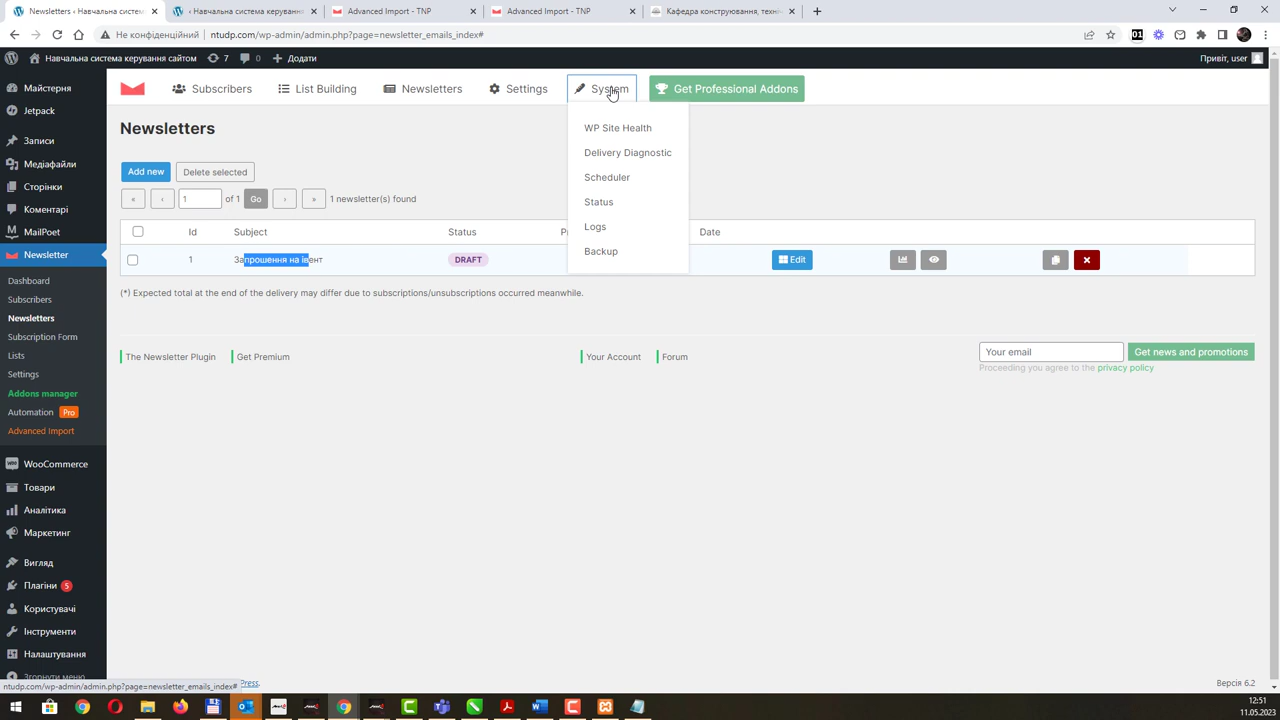 Newsletters ‹ Навчальна система
‹ Навчальна система керування
Advanced Import - TNP
Advanced Import - TNP
Кафедра конструювання, техні
Не конфіденційний
ntudp.com/wp-admin/admin.php?page=newsletter_emails_index#
Навчальна система керування сайтом
7
0
Додати
Привіт, user
Майстерня
Jetpack
Записи
Медіафайли
Сторінки
Коментарі
MailPoet
Newsletter
Dashboard
Subscribers
Newsletters
Subscription Form
Lists
Settings
Addons manager
Automation Pro
Advanced Import
WooCommerce
Товари
Аналітика
Маркетинг
Вигляд
Плагіни 5
Користувачі
Інструменти
Налаштування
Згорнути меню
Subscribers
List Building
Newsletters
Settings
System
Get Professional Addons
WP Site Health
Delivery Diagnostic
Scheduler
Status
Logs
Backup
Newsletters
Add new
Delete selected
« ‹ 1 of 1 Go › » 1 newsletter(s) found
Id Subject Status Date
1 Запрошення на івент DRAFT Edit
(*) Expected total at the end of the delivery may differ due to subscriptions/unsubscriptions occurred meanwhile.
The Newsletter Plugin
Get Premium
Your Account
Forum
Your email
Get news and promotions
Proceeding you agree to the privacy policy
Press.
Версія 6.2
ntudp.com/wp-admin/admin.php?page=newsletter_emails_index#
12:51
11.05.2023